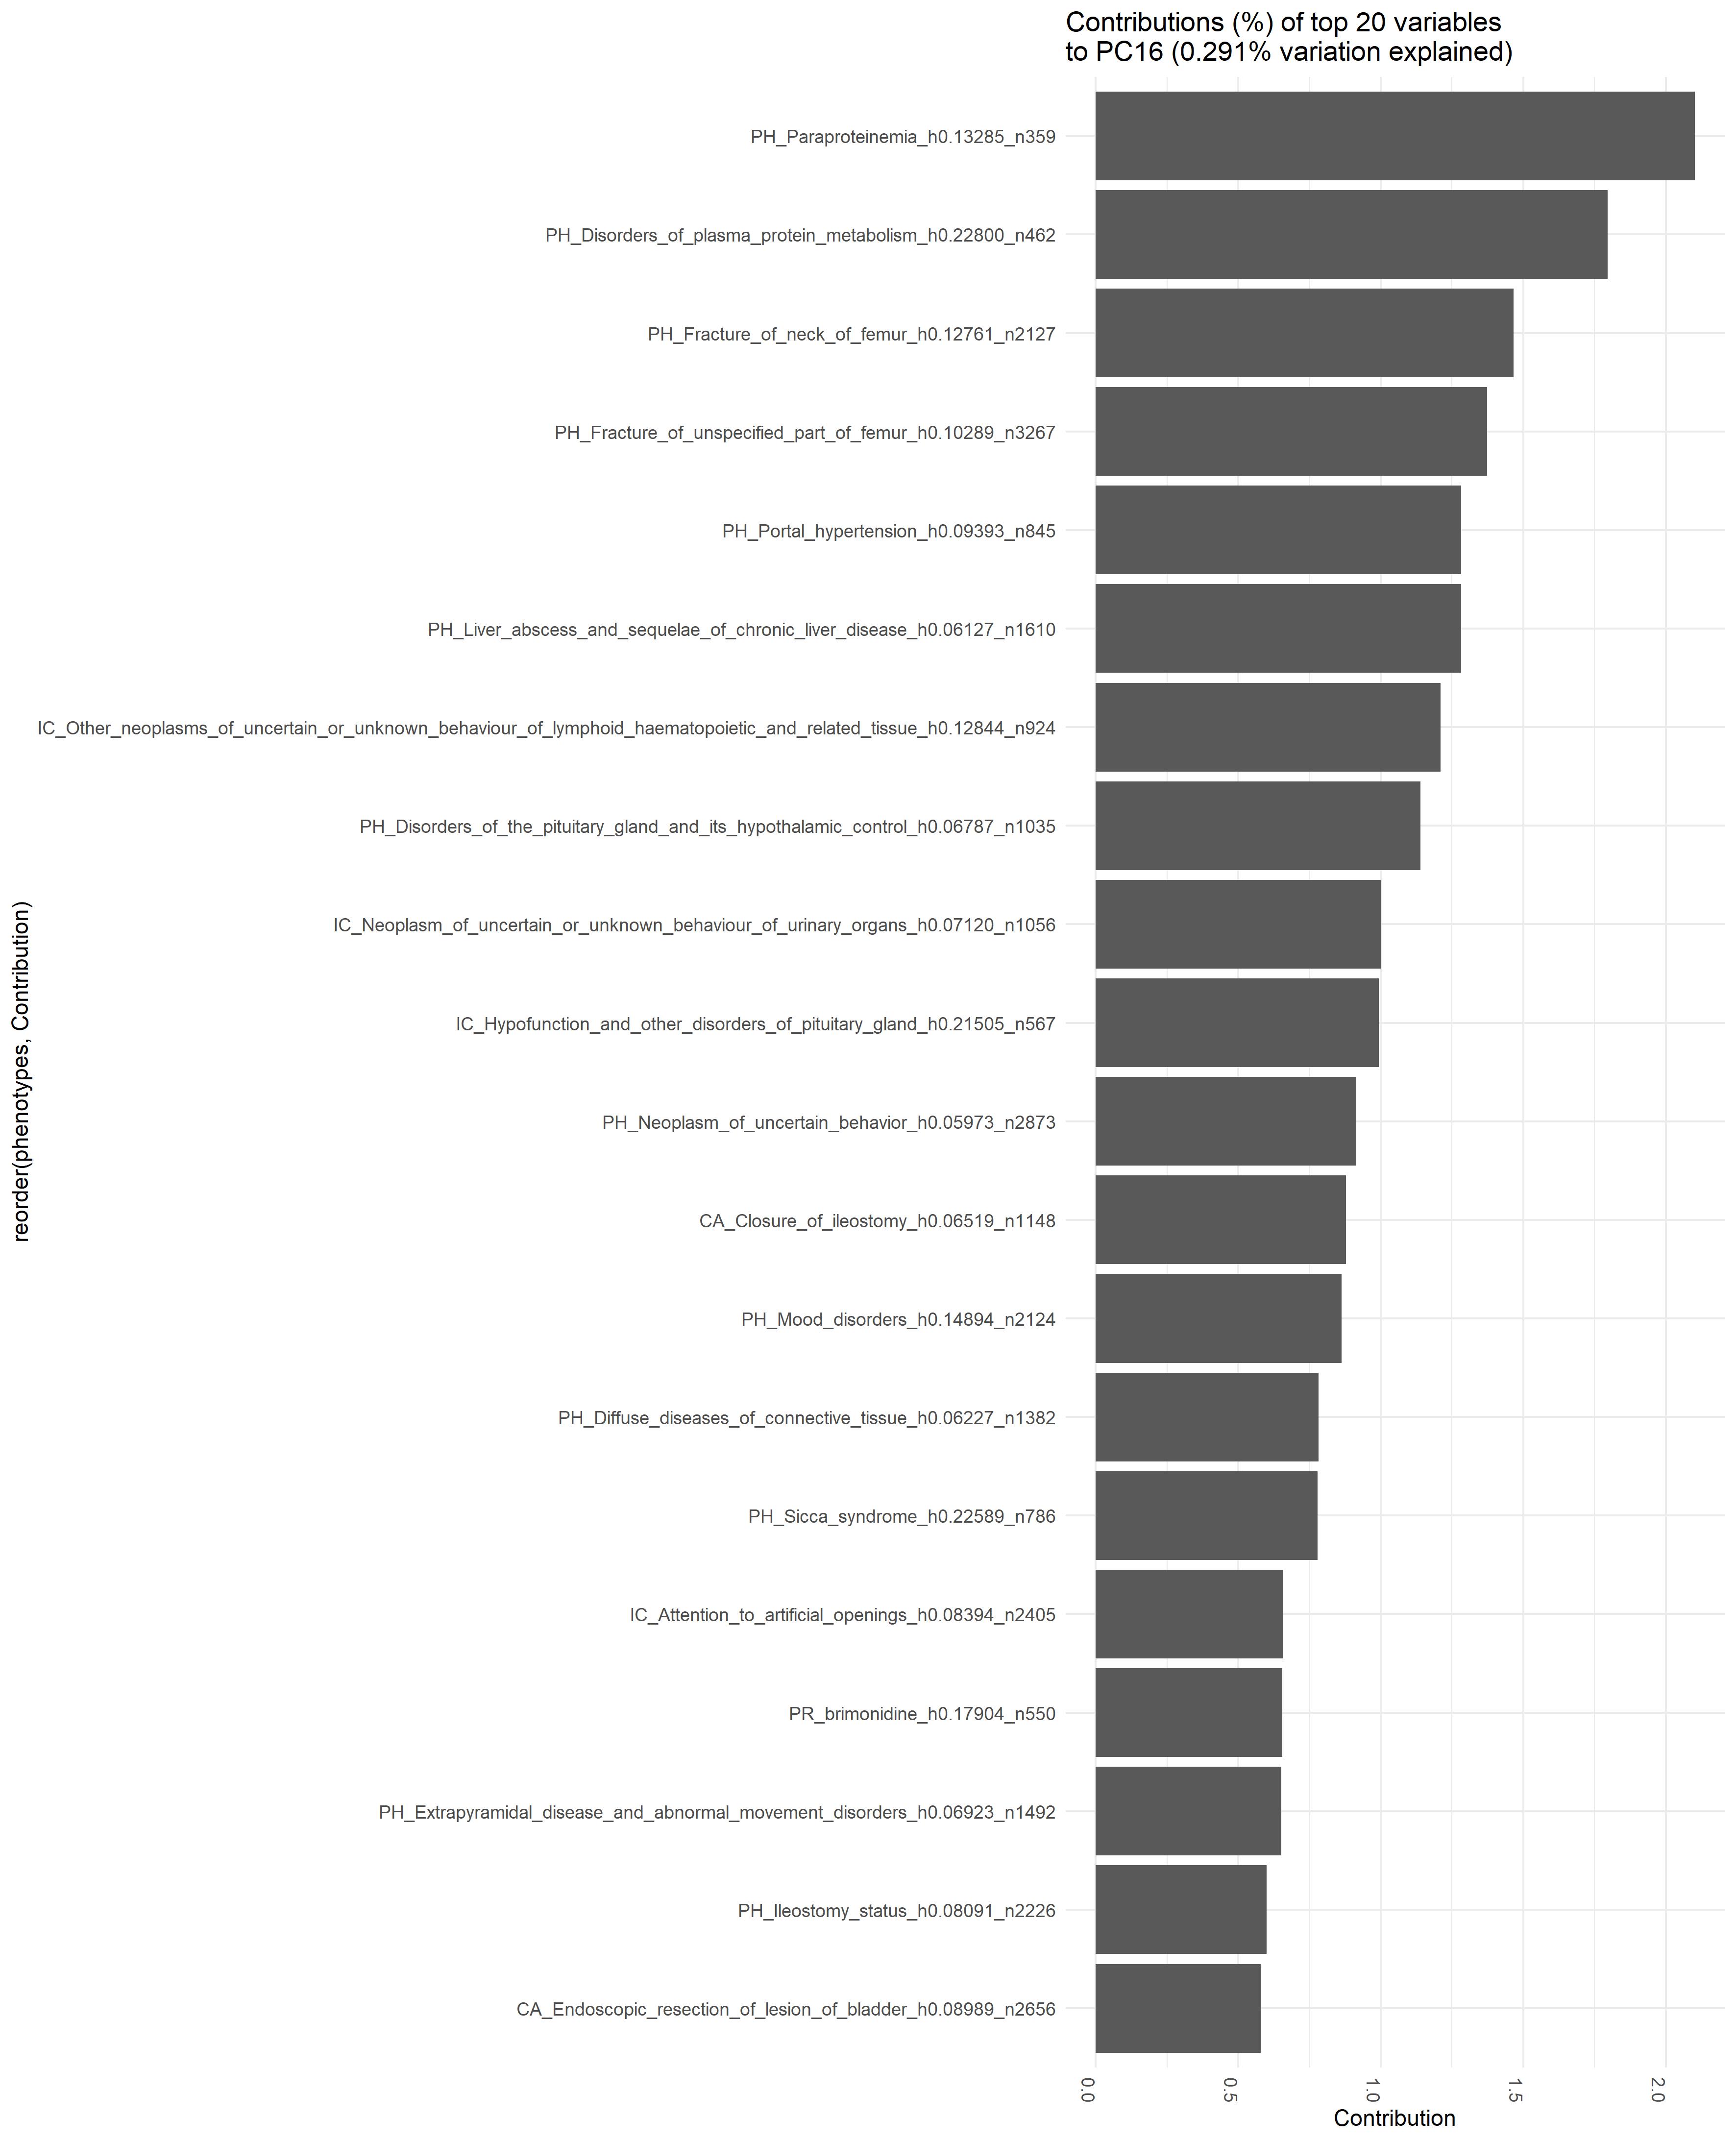 Contributions (%) of top 20 variables
to PC16 (0.291% variation explained)
PH_Paraproteinemia_h0.13285_n359
PH_Disorders_of_plasma_protein_metabolism_h0.22800_n462
PH_Fracture_of_neck_of_femur_h0.12761_n2127
PH_Fracture_of_unspecified_part_of_femur_h0.10289_n3267
PH_Portal_hypertension_h0.09393_n845
PH_Liver_abscess_and_sequelae_of_chronic_liver_disease_h0.06127_n1610
IC_Other_neoplasms_of_uncertain_or_unknown_behaviour_of_lymphoid_haematopoietic_and_related_tissue_h0.12844_n924
PH_Disorders_of_the_pituitary_gland_and_its_hypothalamic_control_h0.06787_n1035
IC_Neoplasm_of_uncertain_or_unknown_behaviour_of_urinary_organs_h0.07120_n1056
IC_Hypofunction_and_other_disorders_of_pituitary_gland_h0.21505_n567
PH_Neoplasm_of_uncertain_behavior_h0.05973_n2873
CA_Closure_of_ileostomy_h0.06519_n1148
PH_Mood_disorders_h0.14894_n2124
PH_Diffuse_diseases_of_connective_tissue_h0.06227_n1382
PH_Sicca_syndrome_h0.22589_n786
IC_Attention_to_artificial_openings_h0.08394_n2405
PR_brimonidine_h0.17904_n550
PH_Extrapyramidal_disease_and_abnormal_movement_disorders_h0.06923_n1492
PH_Ileostomy_status_h0.08091_n2226
CA_Endoscopic_resection_of_lesion_of_bladder_h0.08989_n2656
reorder(phenotypes, Contribution)
0.0
0.5
1.0
1.5
2.0
Contribution